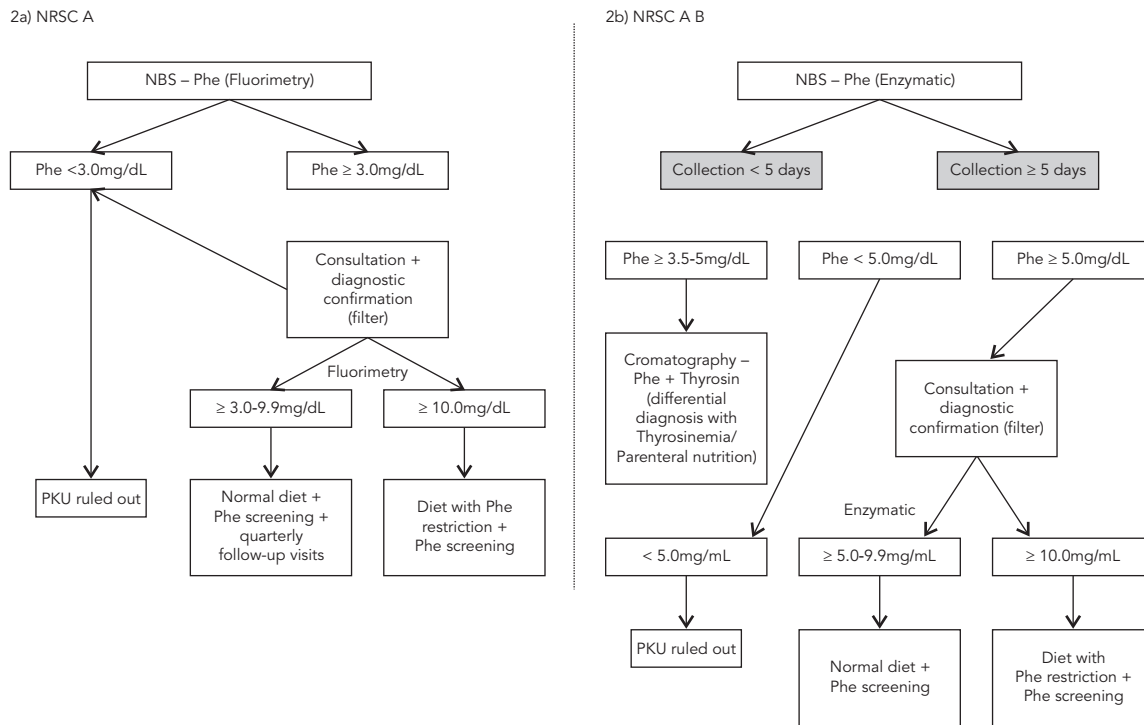 2a) NRSC A
NBS – Phe (Fluorimetry)
Phe <3.0mg/dL
Phe ≥ 3.0mg/dL
Consultation +
diagnostic
confirmation
(filter)
Fluorimetry
≥ 3.0-9.9mg/dL
≥ 10.0mg/dL
PKU ruled out
Normal diet +
Phe screening +
quarterly
follow-up visits
Diet with Phe
restriction +
Phe screening
2b) NRSC A B
NBS – Phe (Enzymatic)
Collection < 5 days
Collection ≥ 5 days
Phe ≥ 3.5-5mg/dL
Phe < 5.0mg/dL
Phe ≥ 5.0mg/dL
Cromatography –
Phe + Thyrosin
(differential
diagnosis with
Thyrosinemia/
Parenteral nutrition)
Consultation +
diagnostic
confirmation (filter)
Enzymatic
< 5.0mg/mL
≥ 5.0-9.9mg/mL
≥ 10.0mg/mL
PKU ruled out
Normal diet +
Phe screening
Diet with
Phe restriction +
Phe screening